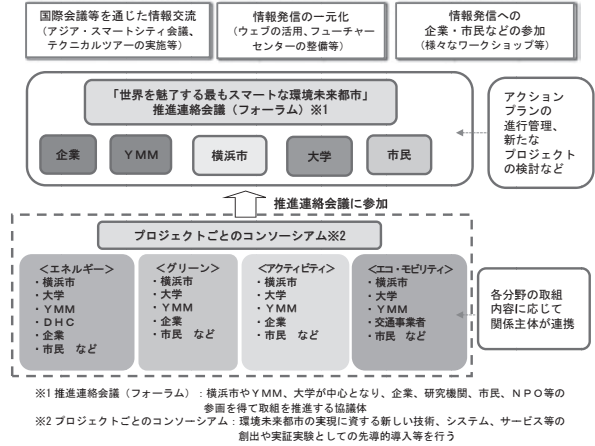 国際会議等を通じた情報交流
（アジア・スマートシティ会議、
テクニカルツアーの実施等）
情報発信の一元化
（ウェブの活用、フューチャー
センターの整備等）
情報発信への
企業・市民などの参加
（様々なワークショップ等）
「世界を魅了する最もスマートな環境未来都市」
推進連絡会議（フォーラム）※1
企業
ＹＭＭ
横浜市
大学
市民
アクション
プランの
進行管理、
新たな
プロジェクト
の検討など
推進連絡会議に参加
プロジェクトごとのコンソーシアム※2
＜エネルギー＞
・横浜市
・大学
・ＹＭＭ
・ＤＨＣ
・企業
・市民　など
＜グリーン＞
・横浜市
・大学
・ＹＭＭ
・企業
・市民　など
＜アクティビティ＞
・横浜市
・大学
・ＹＭＭ
・企業
・市民　など
＜エコ・モビリティ＞
・横浜市
・大学
・ＹＭＭ
・交通事業者
・市民　など
各分野の取組
内容に応じて
関係主体が連携
※1 推進連絡会議（フォーラム）：横浜市やＹＭＭ、大学が中心となり、企業、研究機関、市民、ＮＰＯ等の
参画を得て取組を推進する協議体
※2 プロジェクトごとのコンソーシアム：環境未来都市の実現に資する新しい技術、システム、サービス等の
創出や実証実験としての先導的導入等を行う